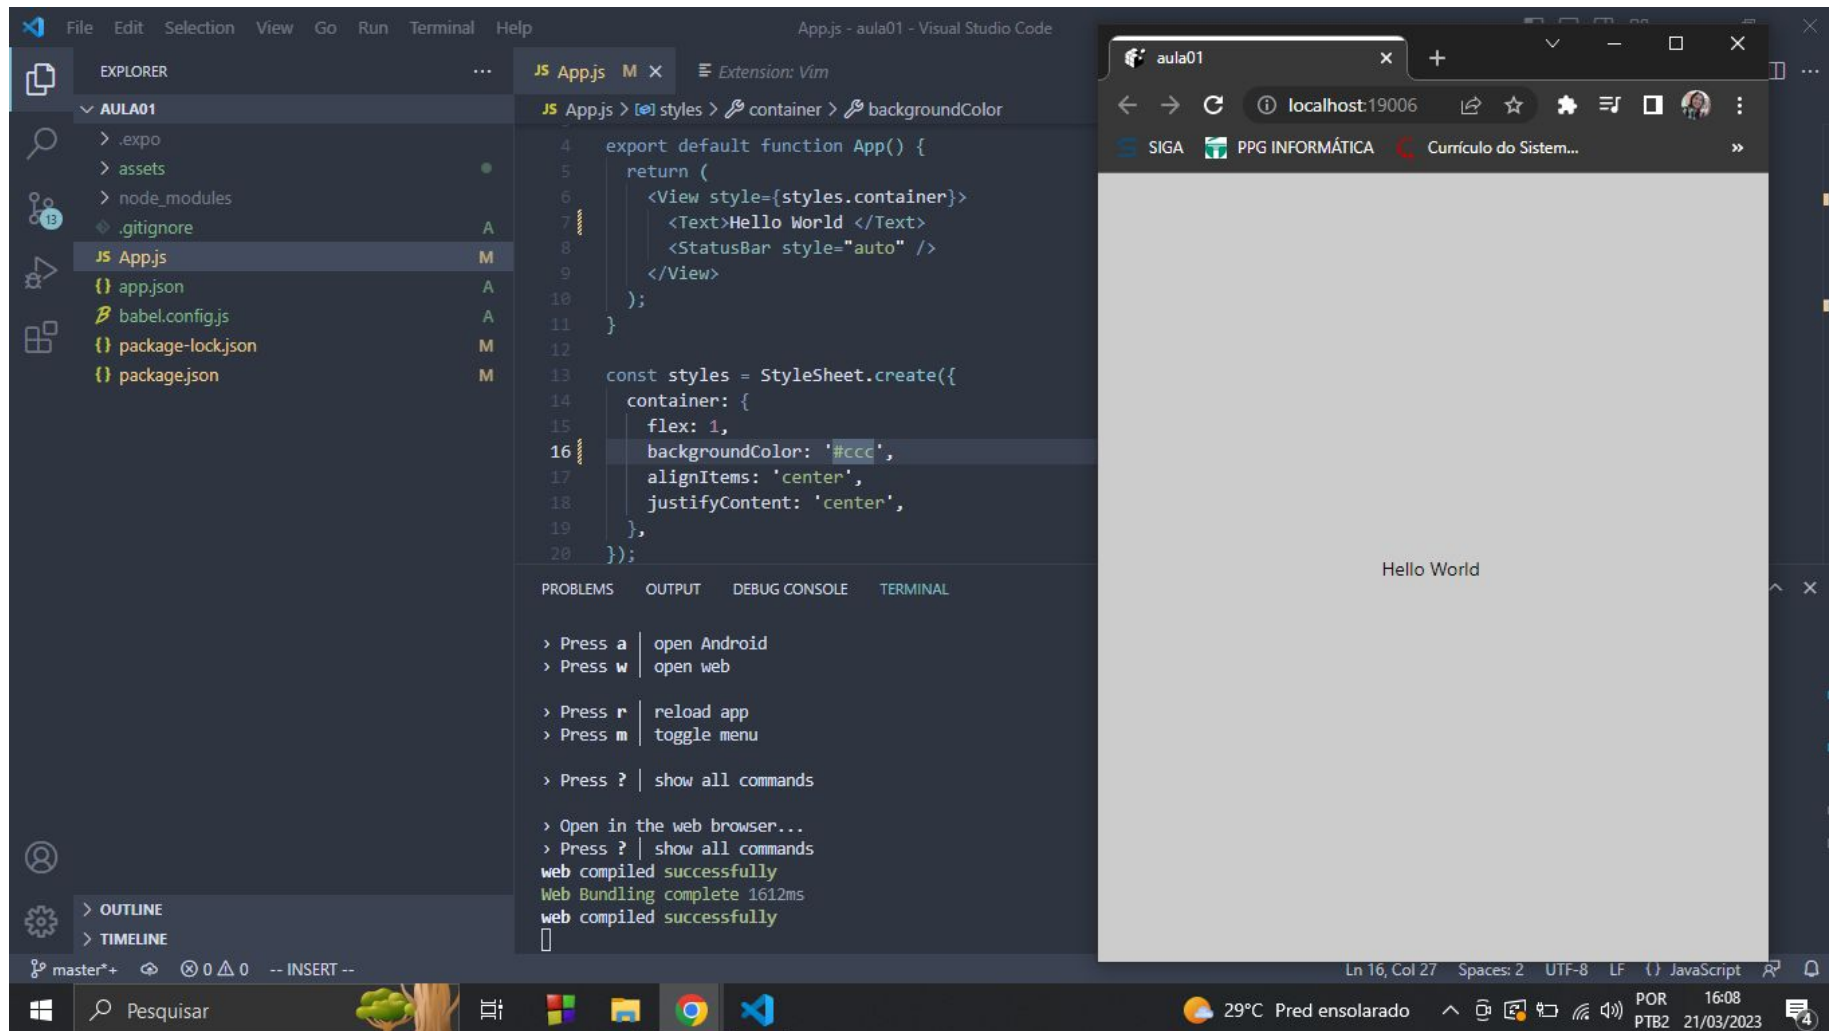 File Edit Selection View Go Run Terminal Help App.js - aula01 - Visual Studio Code
EXPLORER
AULA01
.expo
assets
node_modules
.gitignore A
JS App.js M
{} app.json A
babel.config.js A
{} package-lock.json M
{} package.json M
OUTLINE
TIMELINE
13
JS App.js M Extension: Vim
JS App.js > styles > container > backgroundColor
4 export default function App() {
5 return (
6 <View style={styles.container}>
7 <Text>Hello World </Text>
8 <StatusBar style="auto" />
9 </View>
10 );
11 }
12
13 const styles = StyleSheet.create({
14 container: {
15 flex: 1,
16 backgroundColor: '#ccc',
17 alignItems: 'center',
18 justifyContent: 'center',
19 },
20 });
PROBLEMS OUTPUT DEBUG CONSOLE TERMINAL
› Press a │ open Android
› Press w │ open web
› Press r │ reload app
› Press m │ toggle menu
› Press ? │ show all commands
› Open in the web browser...
› Press ? │ show all commands
web compiled successfully
Web Bundling complete 1612ms
web compiled successfully
aula01
localhost:19006
SIGA PPG INFORMÁTICA Currículo do Sistem... »
Hello World
master*+ 0 0 -- INSERT -- Ln 16, Col 27 Spaces: 2 UTF-8 LF {} JavaScript
Pesquisar 29°C Pred ensolarado POR 16:08
PTB2 21/03/2023 4